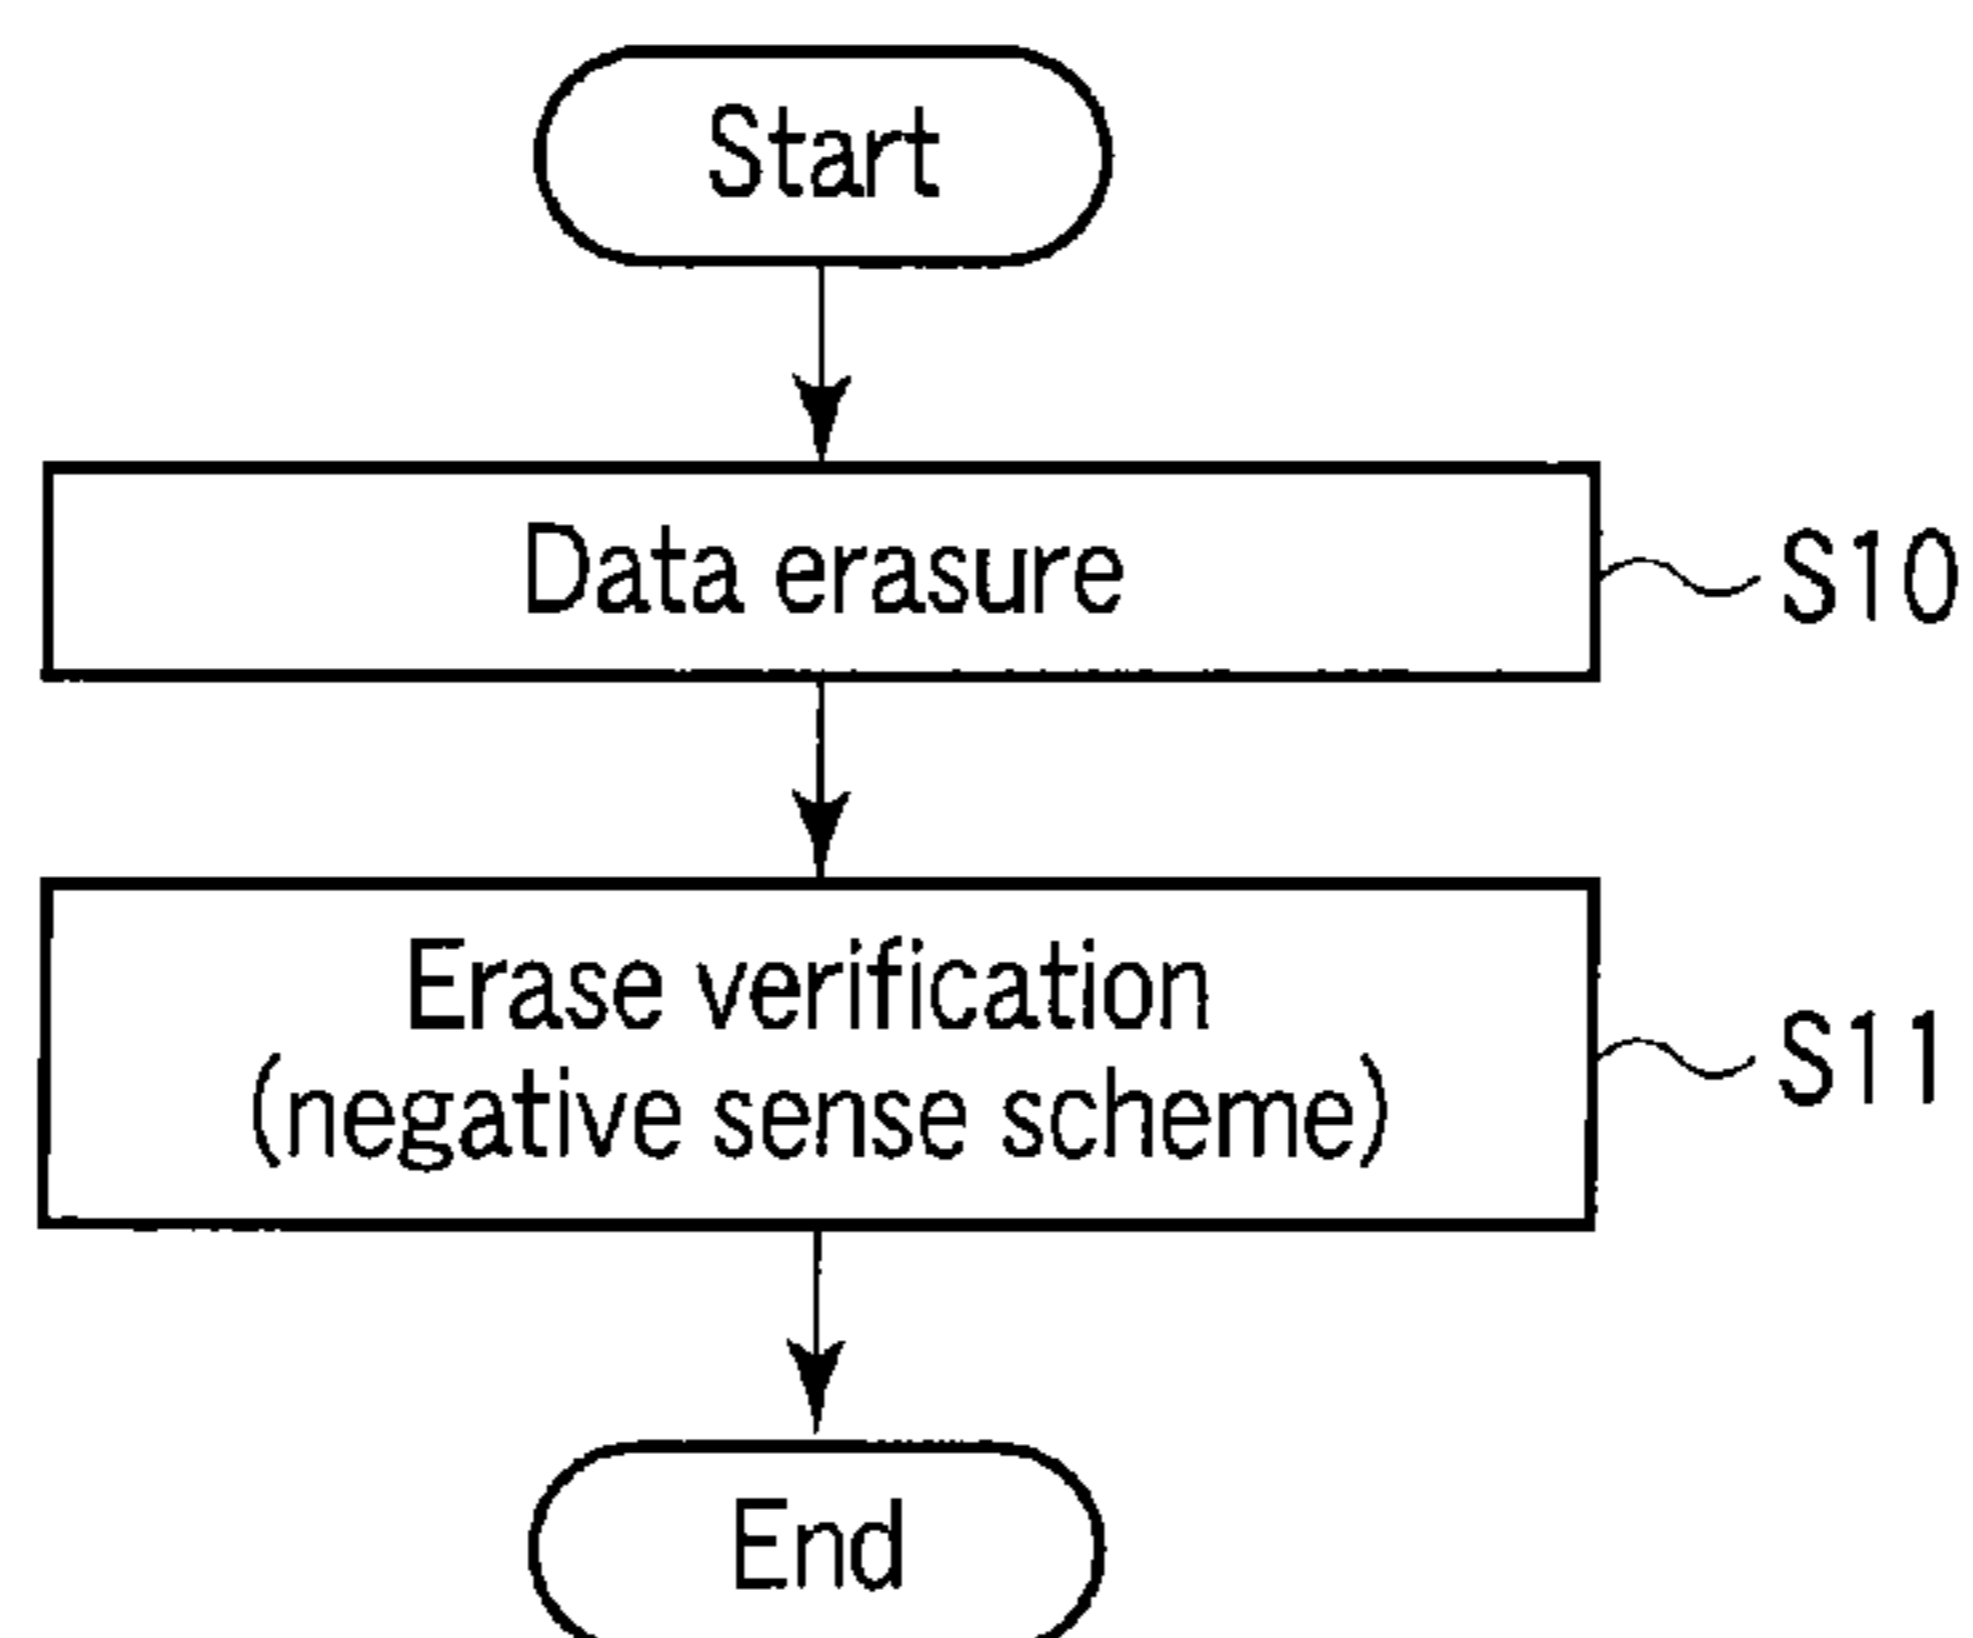 Start
Data erasure
S10
Erase verification
(negative sense scheme)
S11
End